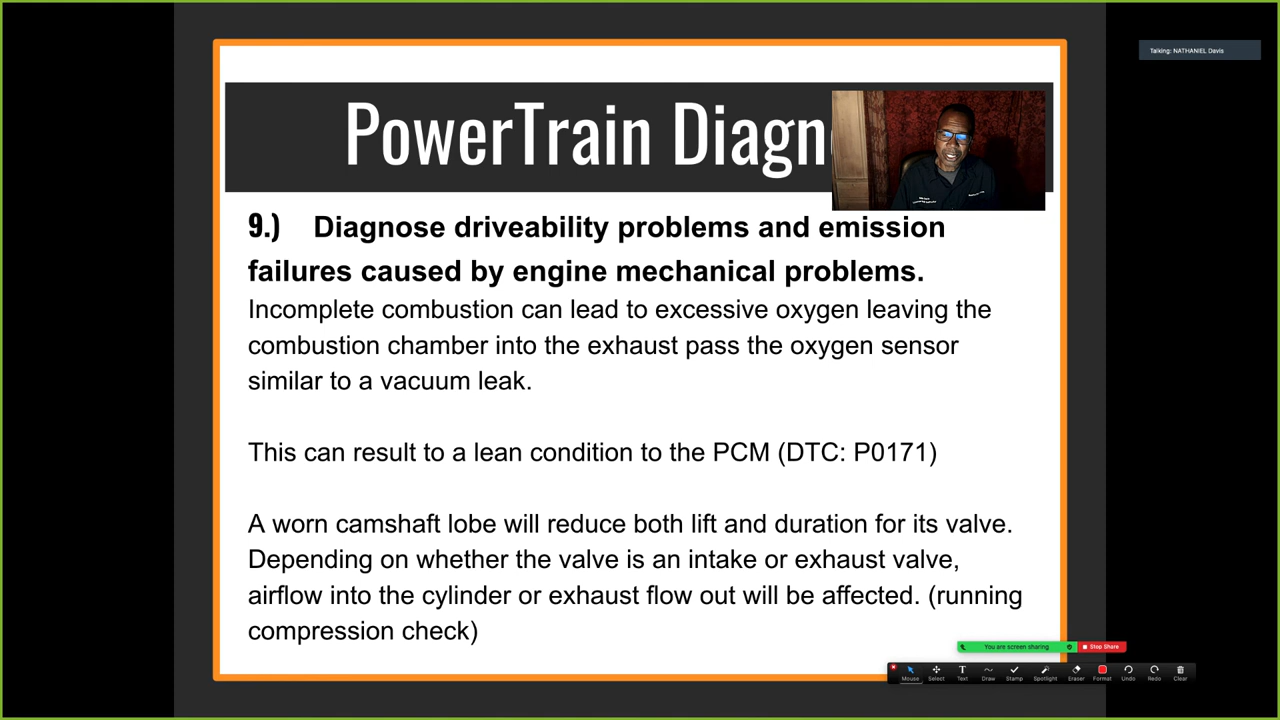 Talking: NATHANIEL Davis
PowerTrain Diagn
9.) Diagnose driveability problems and emission
failures caused by engine mechanical problems.
Incomplete combustion can lead to excessive oxygen leaving the
combustion chamber into the exhaust pass the oxygen sensor
similar to a vacuum leak.
This can result to a lean condition to the PCM (DTC: P0171)
A worn camshaft lobe will reduce both lift and duration for its valve.
Depending on whether the valve is an intake or exhaust valve,
airflow into the cylinder or exhaust flow out will be affected. (running
compression check)
You are screen sharing Stop Share
Mouse Select Text Draw Stamp Spotlight Eraser Format Undo Redo Clear